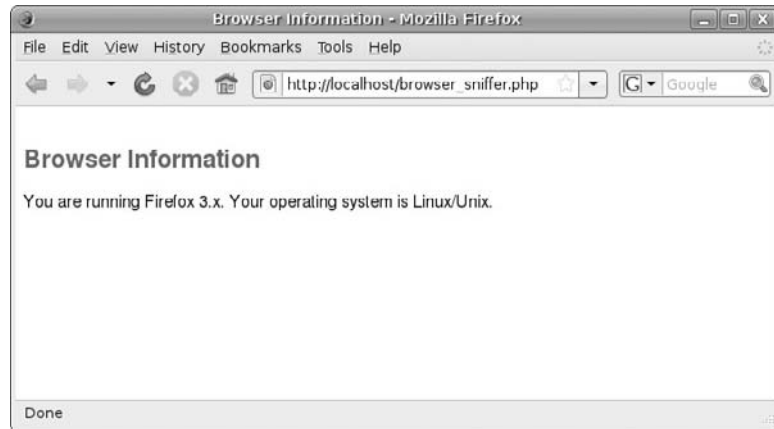 Browser Information - Mozilla Firefox
File Edit View History Bookmarks Tools Help
http://localhost/browser_sniffer.php G Google
Browser Information
You are running Firefox 3.x. Your operating system is Linux/Unix.
Done